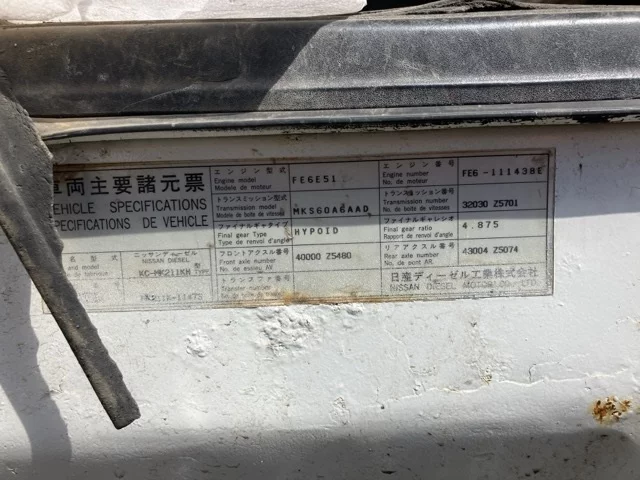 車両主要諸元票
VEHICLE SPECIFICATIONS
SPECIFICATIONS DE VEHICLE
ニッサンディーゼル
NISSAN DIESEL
and model
KC-MK211KH
TYPE
MK211K-11475
エンジン型式
Engine model
Modele de moteur
FE6E51
トランスミッション型式
Transmission model
Modele de boite de vitesses
MKS60A6AAD
ファイナルギヤタイプ
Final gear Type
Type de renvoi d'angle
HYPOID
フロントアクスル番号
Front axle number
No. de essieu AV.
40000 Z5480
エンジン番号
Engine number
No. de moteur
FE6-111438E
トランスミッション番号
Transmission number
No. de boite de vitesses
32030 Z5701
ファイナルギャレシオ
Final gear ratio
Rapport de renvoi d'angle
4.875
リアアクスル番号
Rear axle number
No. de pont AR.
43004 Z5074
日産ディーゼル工業株式会社
NISSAN DIESEL MOTOR CO., LTD.